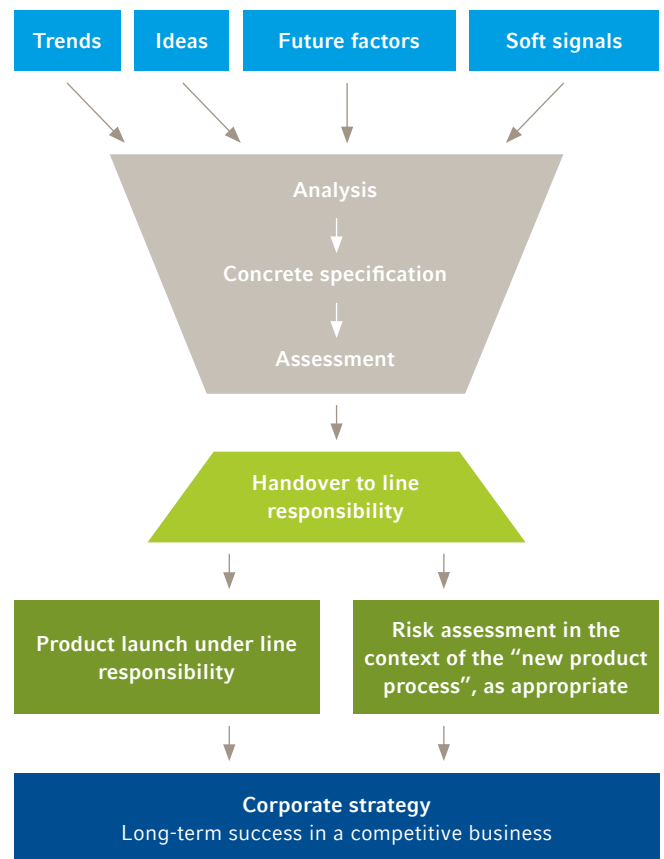 Trends
Ideas
Future factors
Soft signals
Analysis
Concrete specification
Assessment
Handover to line
responsibility
Product launch under line
responsibility
Risk assessment in the
context of the “new product
process”, as appropriate
Corporate strategy
Long-term success in a competitive business